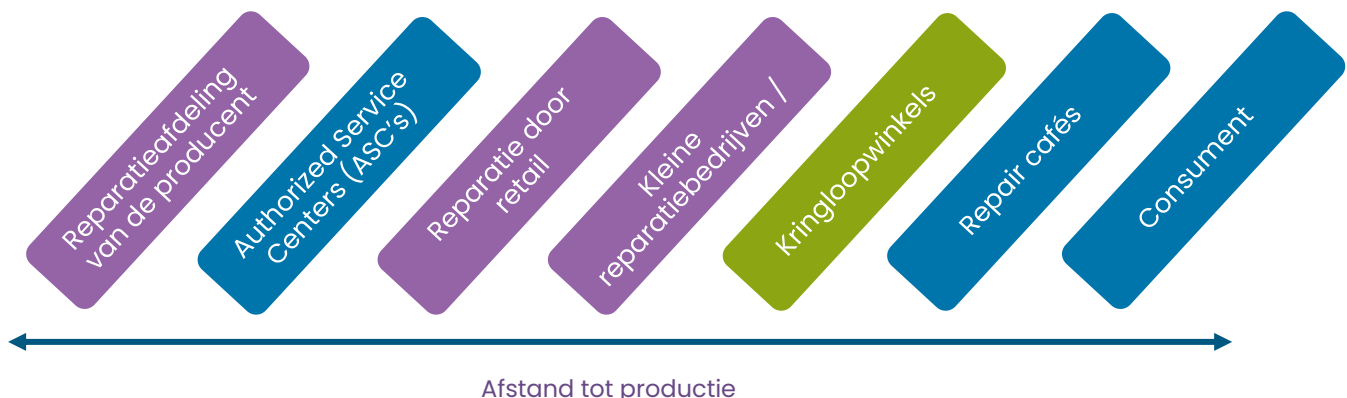 Reparatieafdeling
van de producent
Authorized Service
Centers (ASC's)
Reparatie door
retail
Kleine
reparatiebedrijven /
Kringloopwinkels
Repair cafés
Consument
Afstand tot productie